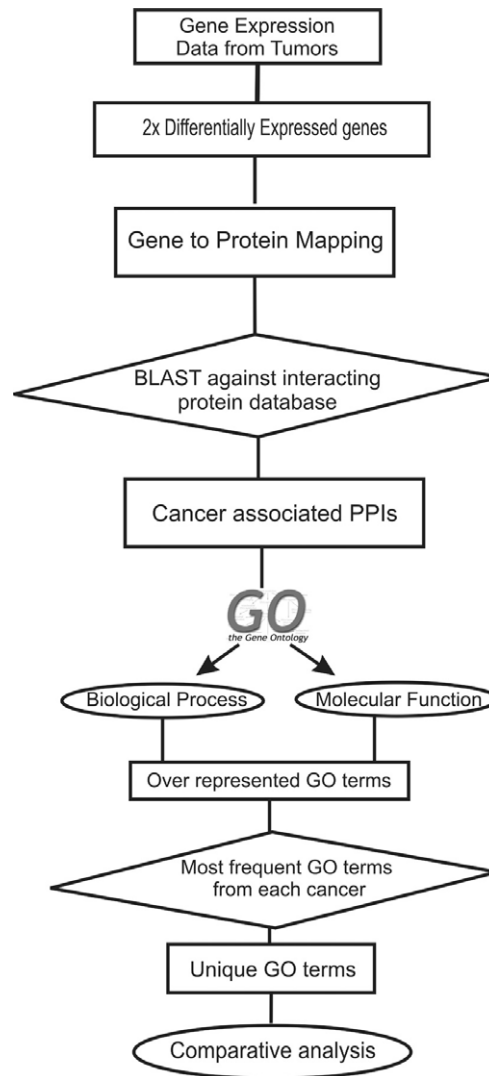 Gene Expression
Data from Tumors
2x Differentially Expressed genes
Gene to Protein Mapping
BLAST against interacting
protein database
Cancer associated PPIs
GO
the Gene Ontology
Biological Process
Molecular Function
Over represented GO terms
Most frequent GO terms
from each cancer
Unique GO terms
Comparative analysis